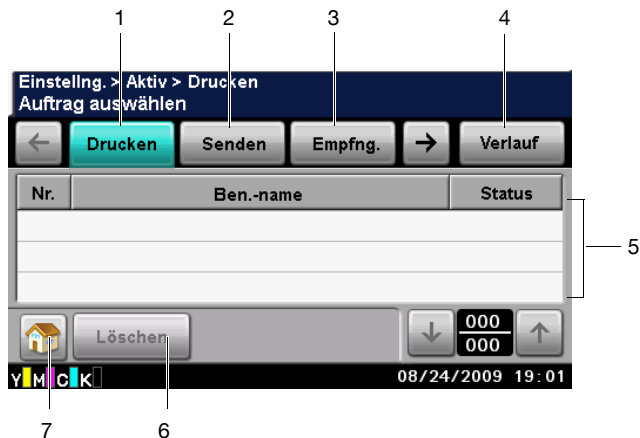 1 2 3 4
Einstellng. > Aktiv > Drucken
Auftrag auswählen
Drucken Senden Empfng. Verlauf
Nr. Ben.-name Status
5
Löschen 000
000
Y M C K 08/24/2009 19:01
7 6